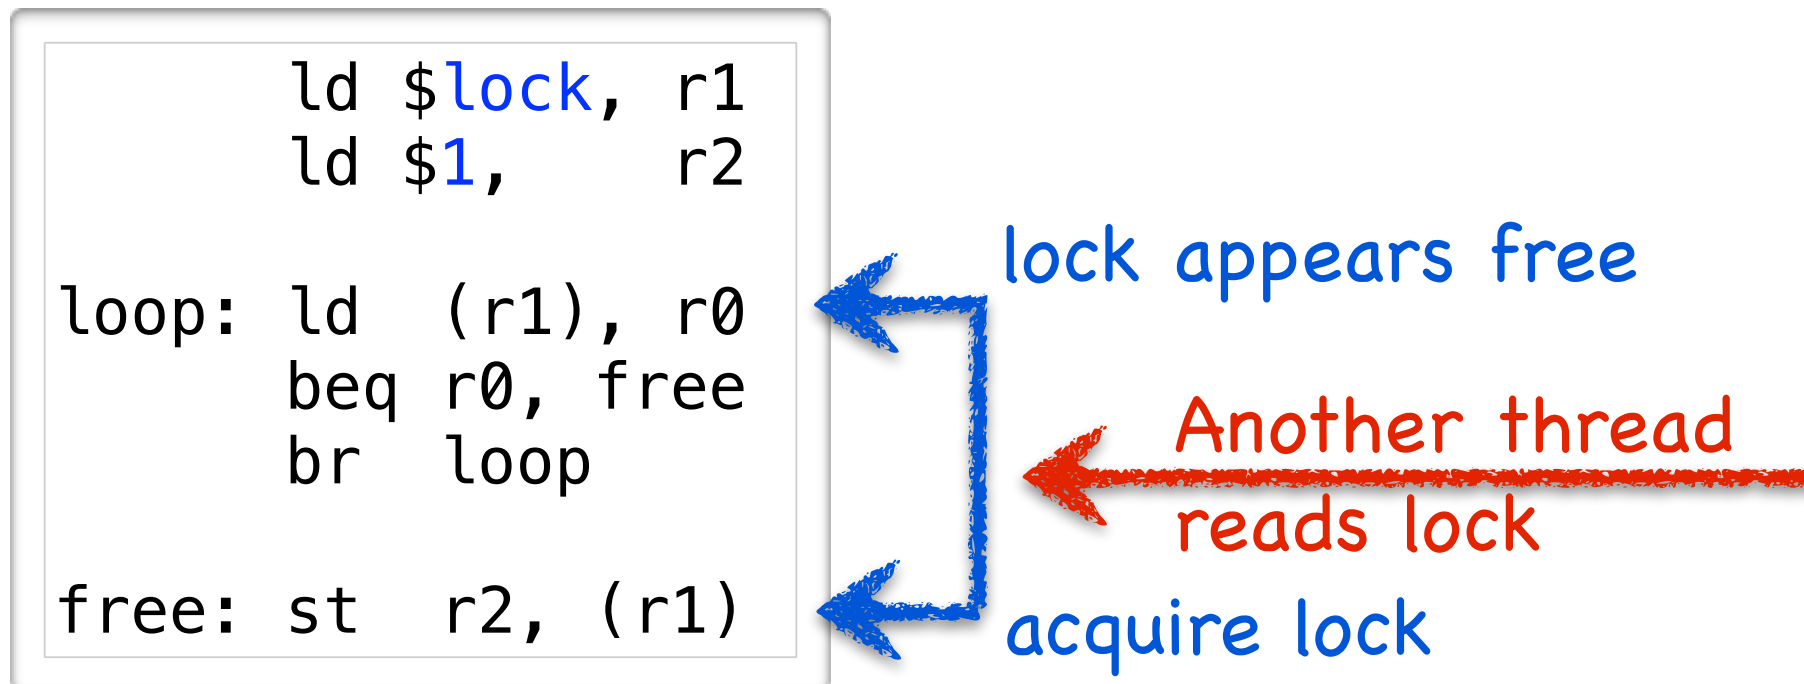 ld $lock, r1
ld $1, r2
loop: ld (r1), r0
beq r0, free
br loop
free: st r2, (r1)
lock appears free
Another thread
reads lock
acquire lock